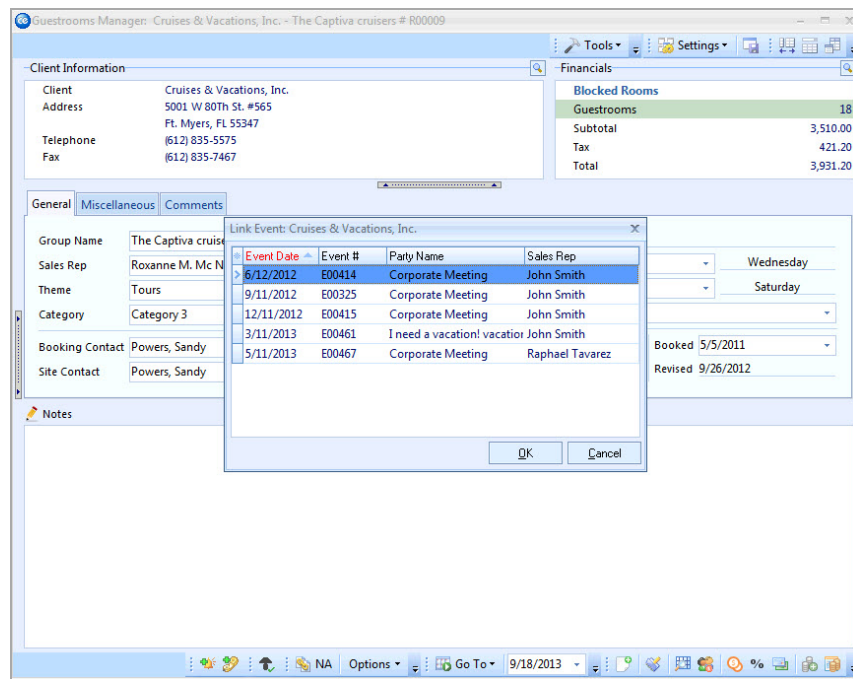 Guestrooms Manager: Cruises & Vacations, Inc. - The Captiva cruisers # R00009
Tools Settings
Client Information
Client Cruises & Vacations, Inc.
Address 5001 W 80Th St. #565
Ft. Myers, FL 55347
Telephone (612) 835-5575
Fax (612) 835-7467
Financials
Blocked Rooms
Guestrooms 18
Subtotal 3,510.00
Tax 421.20
Total 3,931.20
General Miscellaneous Comments
Group Name The Captiva cruise
Sales Rep Roxanne M. Mc N
Theme Tours
Category Category 3
Booking Contact Powers, Sandy
Site Contact Powers, Sandy
Wednesday
Saturday
Booked 5/5/2011
Revised 9/26/2012
Link Event: Cruises & Vacations, Inc.
Event Date Event # Party Name Sales Rep
6/12/2012 E00414 Corporate Meeting John Smith
9/11/2012 E00325 Corporate Meeting John Smith
12/11/2012 E00415 Corporate Meeting John Smith
3/11/2013 E00461 I need a vacation! vacation John Smith
5/11/2013 E00467 Corporate Meeting Raphael Tavarez
OK Cancel
Notes
NA Options Go To 9/18/2013 %